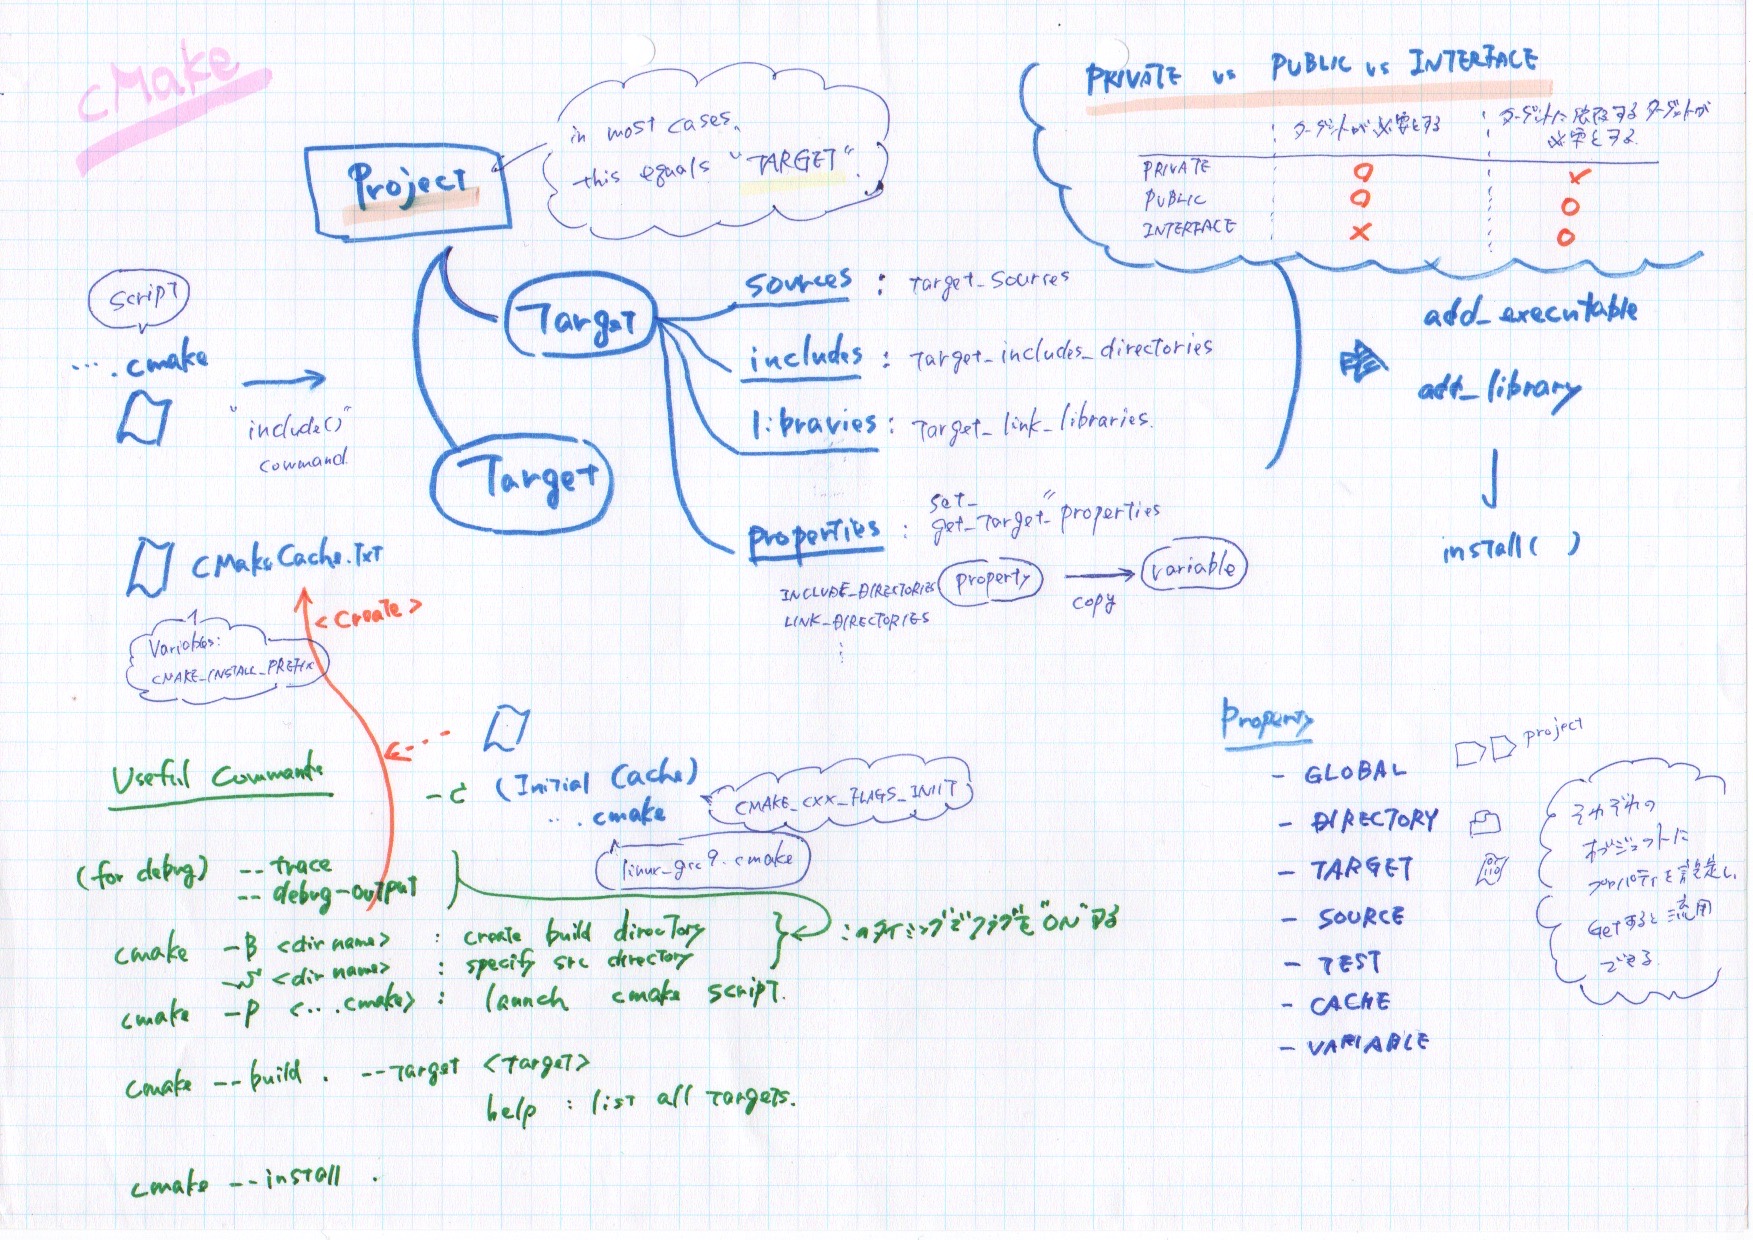 cMake
Project
in most cases,
this equals "TARGET".
PRIVATE vs PUBLIC vs INTERFACE
ターゲットが必要とする
ターゲットに依存するターゲットが
必要とする
PRIVATE O ×
PUBLIC O O
INTERFACE × O
script
... .cmake
"include()"
command
Target
Target
sources : Target_Sources
includes : Target_includes_directories
libraries : Target_link_libraries.
properties :
set_ "
get_Target_properties
INCLUDE_DIRECTORIES
LINK_DIRECTORIES
property
copy
variable
add_executable
add_library
install( )
CMakeCache.Txt
<create>
Variables:
CMAKE_INSTALL_PREFIX
-C (Initial Cache)
... .cmake
CMAKE_CXX_FLAGS_INIIT
linux_gcc9.cmake
Useful Commands
(for debug) --trace
--debug-output
cmake -B <dir name> : create build directory
-S <dir name> : specify src directory
このタイミングでフラグを"ON"する
cmake -P <... .cmake> : launch cmake script.
cmake --build . --Target <Target>
help : list all targets.
cmake --install .
Property
- GLOBAL
project
- DIRECTORY
- TARGET
- SOURCE
- TEST
- CACHE
- VARIABLE
それぞれの
オブジェクトに
プロパティを設定し、
Getすると流用
できる